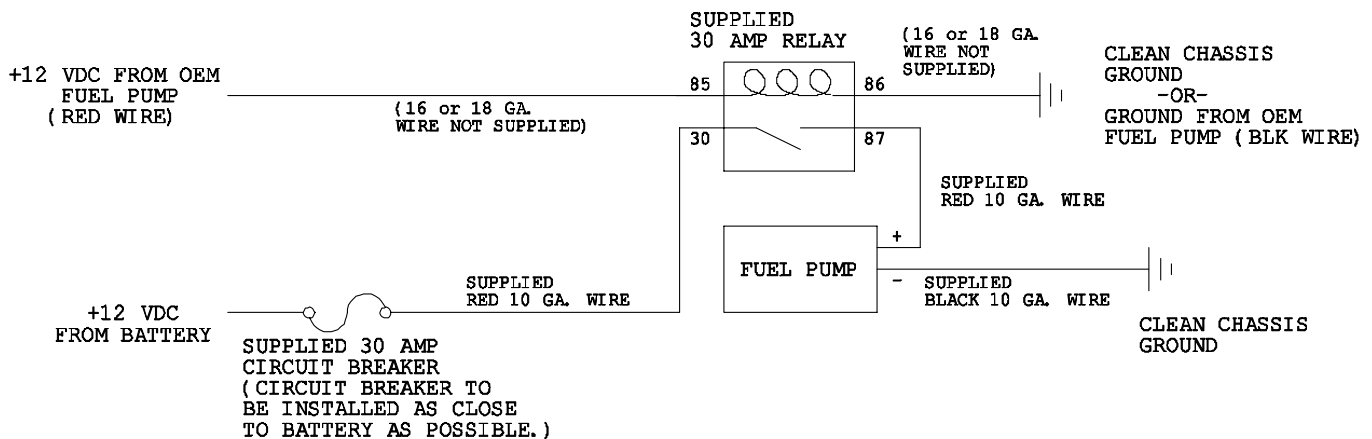 SUPPLIED
30 AMP RELAY
(16 or 18 GA.
WIRE NOT
SUPPLIED)
CLEAN CHASSIS
GROUND
-OR-
GROUND FROM OEM
FUEL PUMP (BLK WIRE)
+12 VDC FROM OEM
FUEL PUMP
(RED WIRE)
85
86
(16 or 18 GA.
WIRE NOT SUPPLIED)
30
87
SUPPLIED
RED 10 GA. WIRE
+
FUEL PUMP
-
SUPPLIED
BLACK 10 GA. WIRE
SUPPLIED
RED 10 GA. WIRE
+12 VDC
FROM BATTERY
CLEAN CHASSIS
GROUND
SUPPLIED 30 AMP
CIRCUIT BREAKER
(CIRCUIT BREAKER TO
BE INSTALLED AS CLOSE
TO BATTERY AS POSSIBLE.)